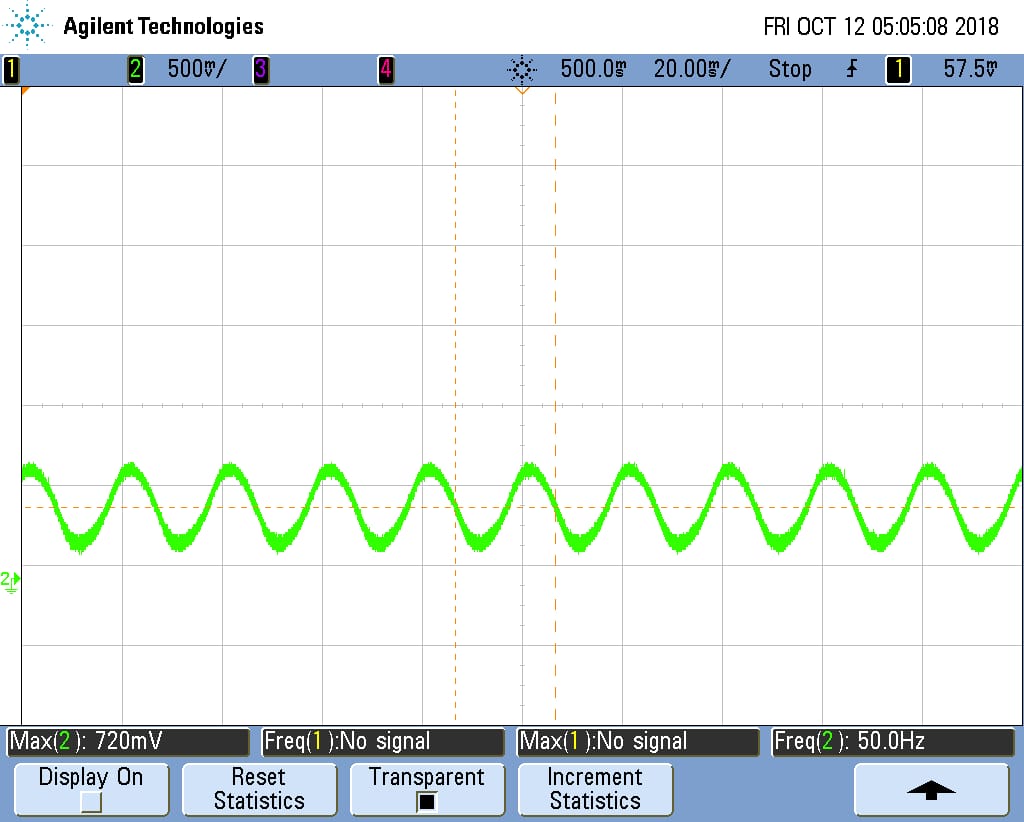 Agilent Technologies
FRI OCT 12 05:05:08 2018
1 2 500mV/ 3 4 500.0ms 20.00ms/ Stop 1 57.5mV
2
Max(2): 720mV Freq(1):No signal Max(1):No signal Freq(2): 50.0Hz
Display On Reset Statistics Transparent Increment Statistics